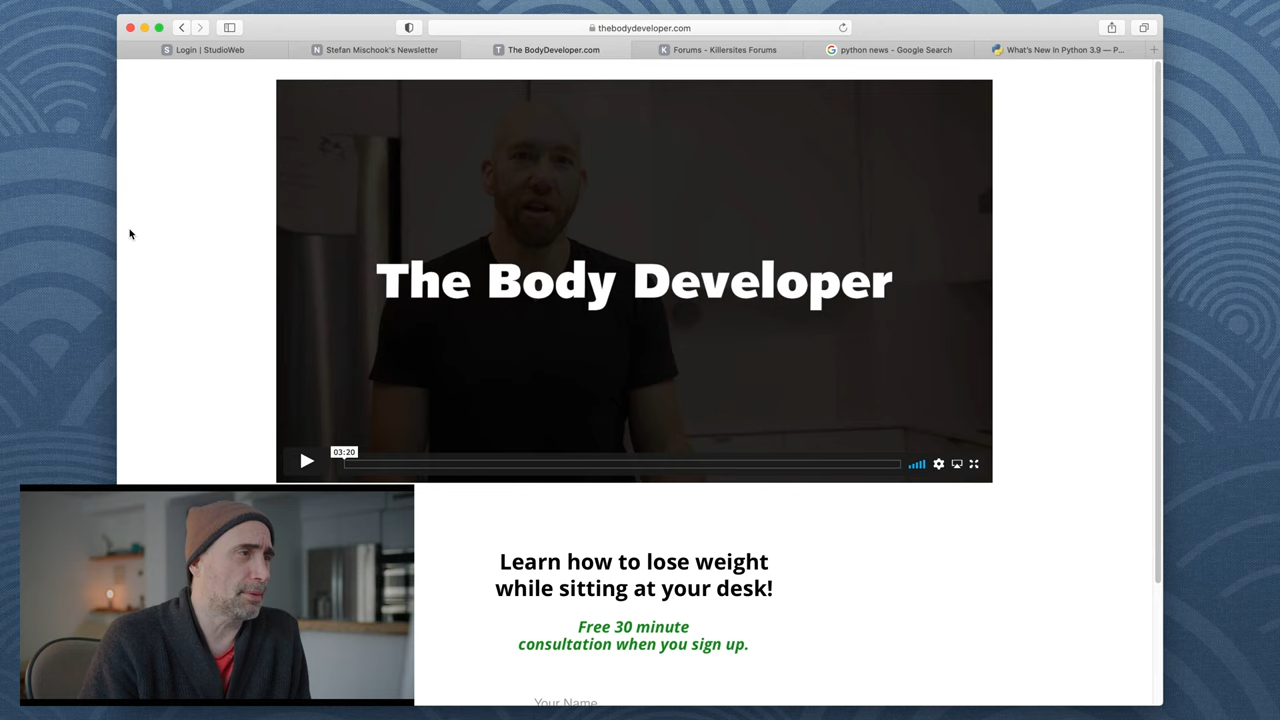 thebodydeveloper.com
S Login | StudioWeb
N Stefan Mischook's Newsletter
T The BodyDeveloper.com
K Forums - Killersites Forums
G python news - Google Search
What's New In Python 3.9 — P...
The Body Developer
03:20
Learn how to lose weight
while sitting at your desk!
Free 30 minute
consultation when you sign up.
Your Name